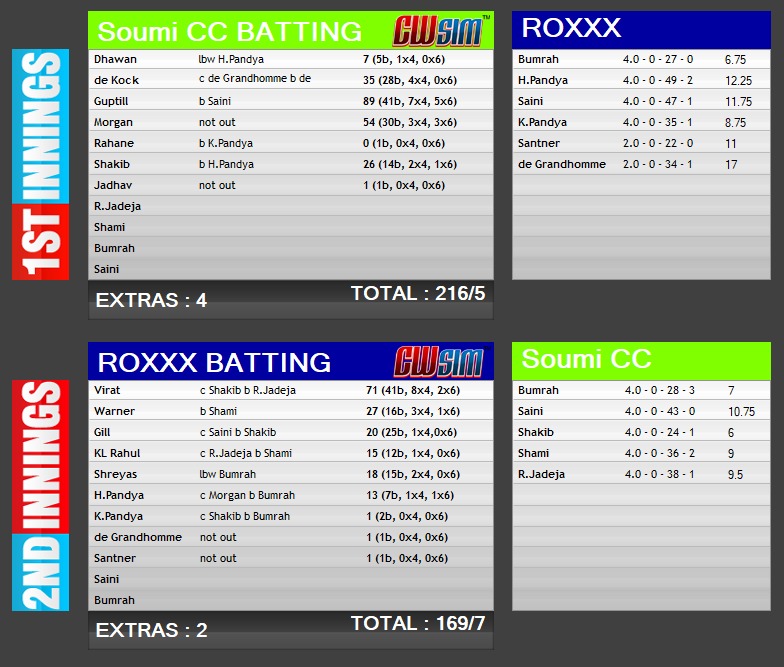 Soumi CC BATTING CWSIM™
Dhawan lbw H.Pandya 7 (5b, 1x4, 0x6)
de Kock c de Grandhomme b de 35 (28b, 4x4, 0x6)
Guptill b Saini 89 (41b, 7x4, 5x6)
Morgan not out 54 (30b, 3x4, 3x6)
Rahane b K.Pandya 0 (1b, 0x4, 0x6)
Shakib b H.Pandya 26 (14b, 2x4, 1x6)
Jadhav not out 1 (1b, 0x4, 0x6)
R.Jadeja
Shami
Bumrah
Saini
EXTRAS : 4 TOTAL : 216/5
1ST INNINGS
ROXXX
Bumrah 4.0 - 0 - 27 - 0 6.75
H.Pandya 4.0 - 0 - 49 - 2 12.25
Saini 4.0 - 0 - 47 - 1 11.75
K.Pandya 4.0 - 0 - 35 - 1 8.75
Santner 2.0 - 0 - 22 - 0 11
de Grandhomme 2.0 - 0 - 34 - 1 17
ROXXX BATTING CWSIM
Virat c Shakib b R.Jadeja 71 (41b, 8x4, 2x6)
Warner b Shami 27 (16b, 3x4, 1x6)
Gill c Saini b Shakib 20 (25b, 1x4,0x6)
KL Rahul c R.Jadeja b Shami 15 (12b, 1x4, 0x6)
Shreyas lbw Bumrah 18 (15b, 2x4, 0x6)
H.Pandya c Morgan b Bumrah 13 (7b, 1x4, 1x6)
K.Pandya c Shakib b Bumrah 1 (2b, 0x4, 0x6)
de Grandhomme not out 1 (1b, 0x4, 0x6)
Santner not out 1 (1b, 0x4, 0x6)
Saini
Bumrah
EXTRAS : 2 TOTAL : 169/7
2ND INNINGS
Soumi CC
Bumrah 4.0 - 0 - 28 - 3 7
Saini 4.0 - 0 - 43 - 0 10.75
Shakib 4.0 - 0 - 24 - 1 6
Shami 4.0 - 0 - 36 - 2 9
R.Jadeja 4.0 - 0 - 38 - 1 9.5